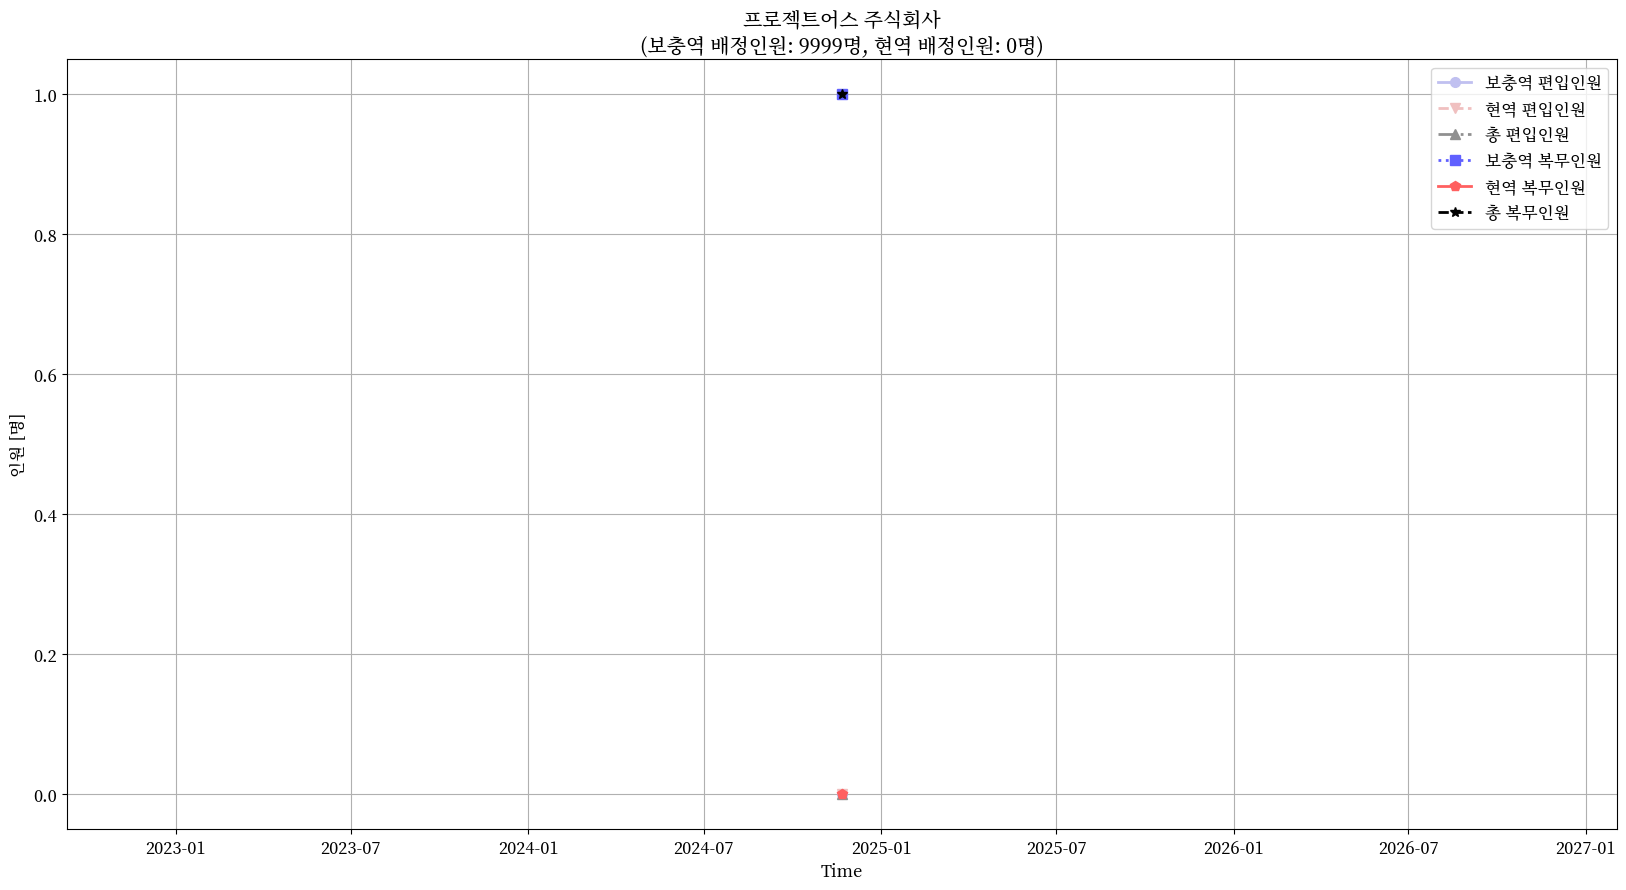 프로젝트어스 주식회사
(보충역 배정인원: 9999명, 현역 배정인원: 0명)
보충역 편입인원
현역 편입인원
총 편입인원
보충역 복무인원
현역 복무인원
총 복무인원
1.0
0.8
0.6
0.4
0.2
0.0
인원 [명]
2023-01 2023-07 2024-01 2024-07 2025-01 2025-07 2026-01 2026-07 2027-01
Time